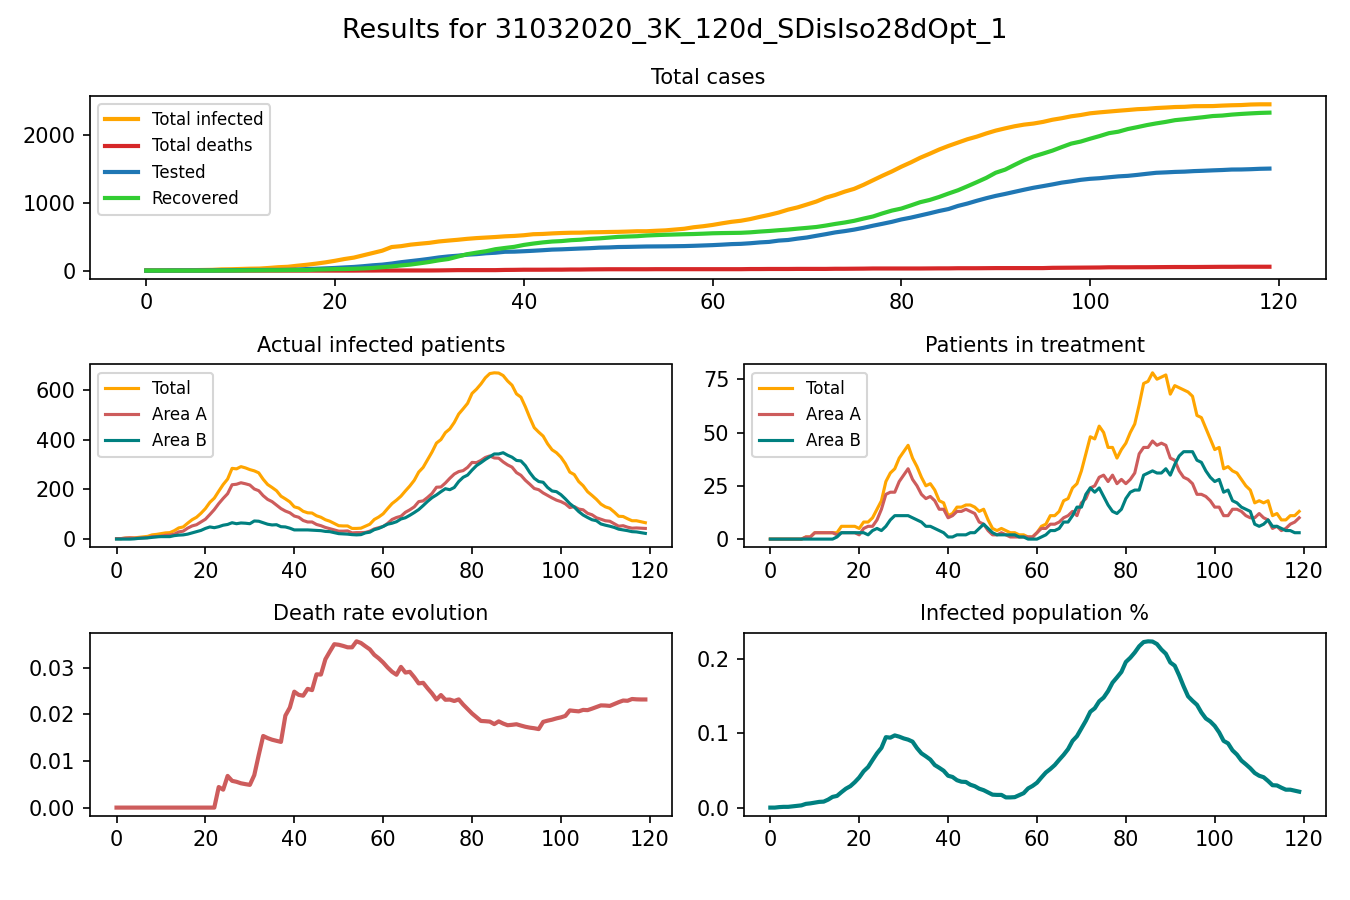 Results for 31032020_3K_120d_SDisIso28dOpt_1
Total cases
Total infected
Total deaths
Tested
Recovered
2000
1000
0
0 20 40 60 80 100 120
Actual infected patients
Total
Area A
Area B
600
400
200
0
0 20 40 60 80 100 120
Patients in treatment
Total
Area A
Area B
75
50
25
0
0 20 40 60 80 100 120
Death rate evolution
0.03
0.02
0.01
0.00
0 20 40 60 80 100 120
Infected population %
0.2
0.1
0.0
0 20 40 60 80 100 120